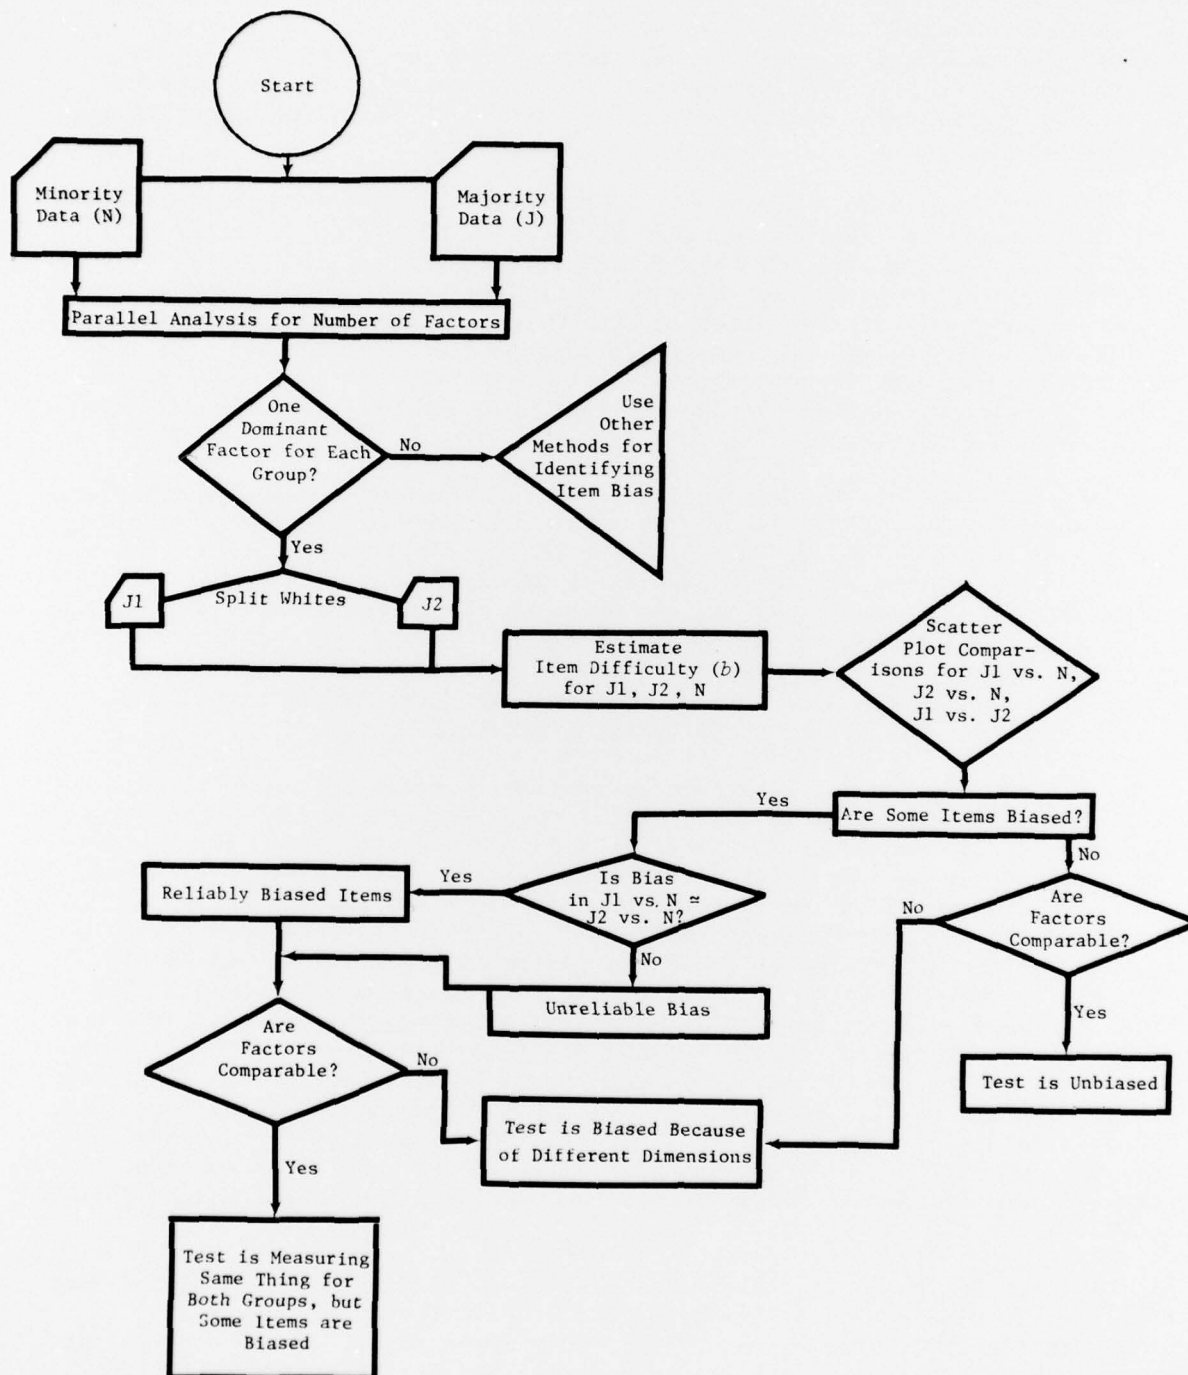 Start
Minority
Data (N)
Majority
Data (J)
Parallel Analysis for Number of Factors
One
Dominant
Factor for Each
Group?
No
Use
Other
Methods for
Identifying
Item Bias
Yes
J1
Split Whites
J2
Estimate
Item Difficulty (b)
for J1, J2, N
Scatter
Plot Compar-
isons for J1 vs. N,
J2 vs. N,
J1 vs. J2
Yes
Are Some Items Biased?
No
Is Bias
in J1 vs. N ≃
J2 vs. N?
Yes
Reliably Biased Items
No
Unreliable Bias
Are
Factors
Comparable?
No
Yes
Test is Unbiased
Are
Factors
Comparable?
No
Test is Biased Because
of Different Dimensions
Yes
Test is Measuring
Same Thing for
Both Groups, but
Some Items are
Biased